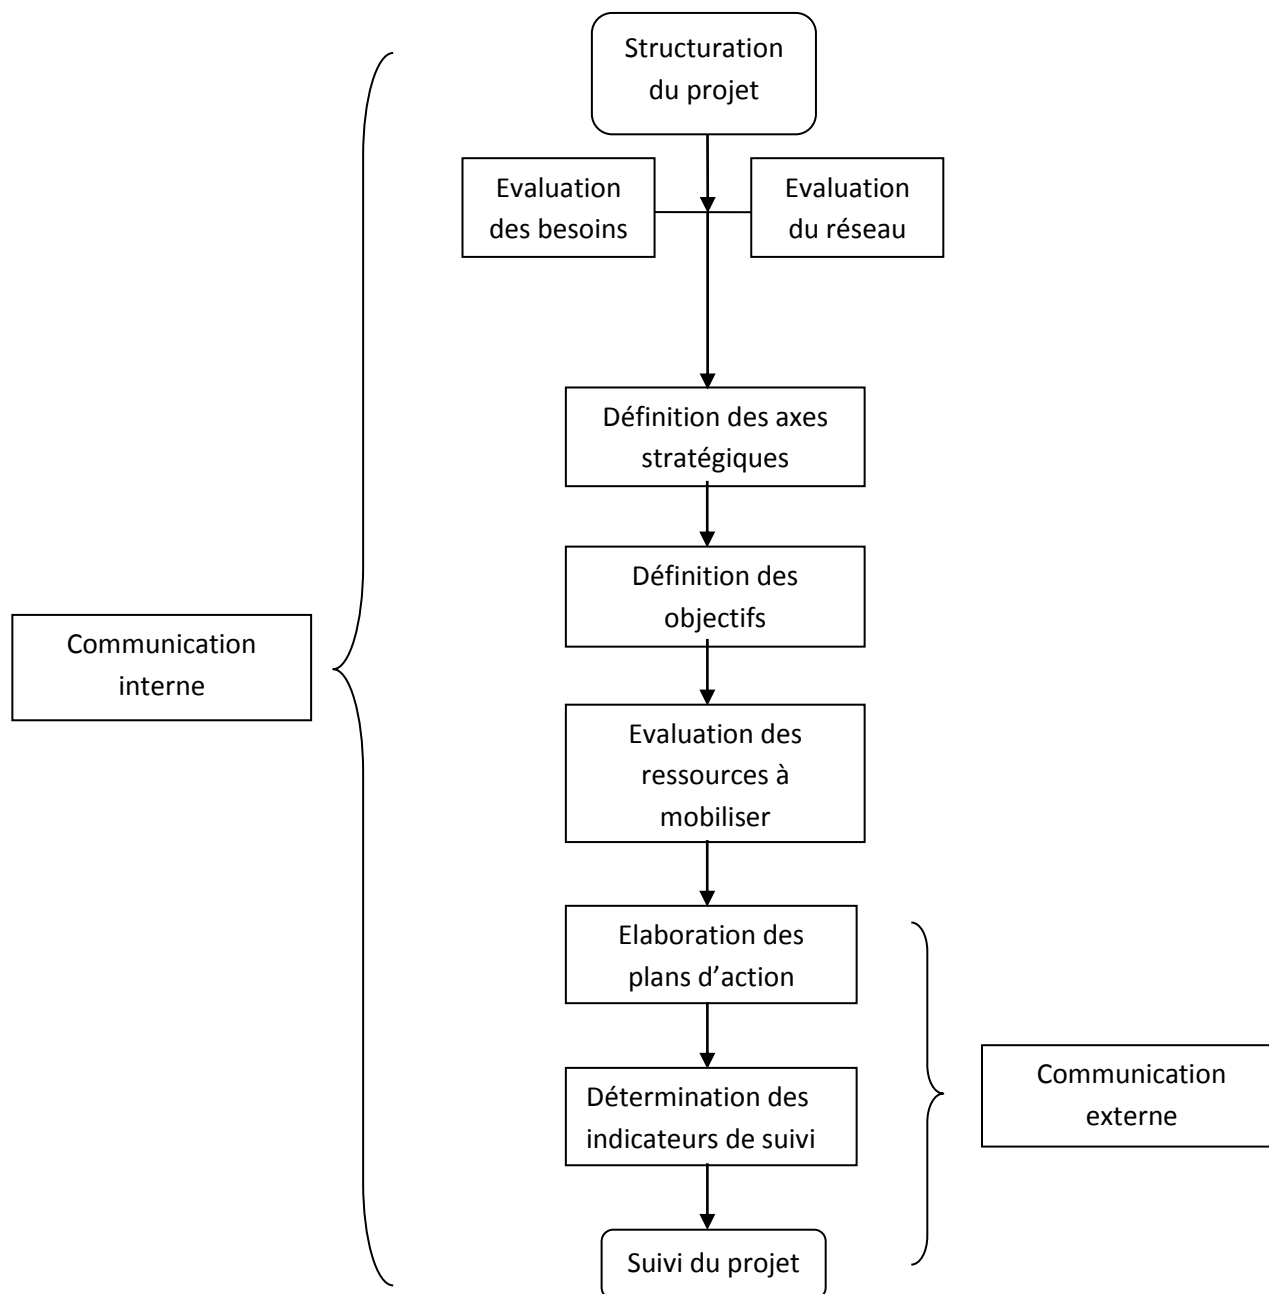 Structuration
du projet
Evaluation
des besoins
Evaluation
du réseau
Définition des axes
stratégiques
Définition des
objectifs
Communication
interne
Evaluation des
ressources à
mobiliser
Elaboration des
plans d’action
Détermination des
indicateurs de suivi
Communication
externe
Suivi du projet